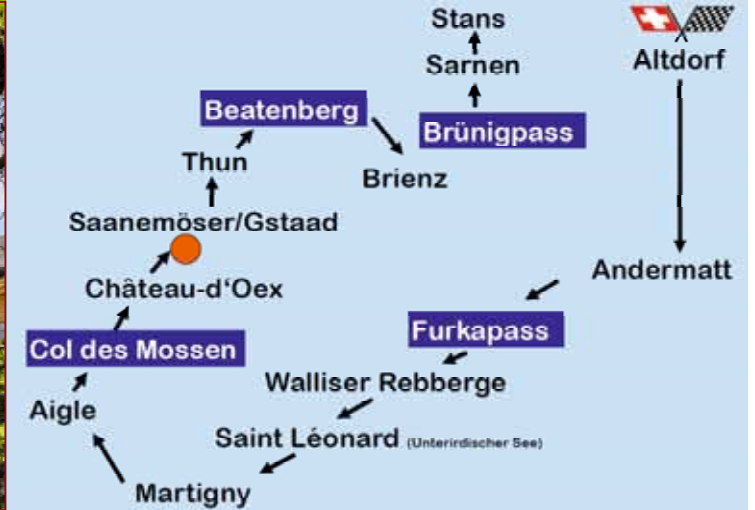 Stans
Sarnen
Altdorf
Beatenberg
Brünigpass
Thun
Brienz
Saanemöser/Gstaad
Andermatt
Château-d'Oex
Furkapass
Col des Mossen
Walliser Rebberge
Aigle
Saint Léonard (Unterirdischer See)
Martigny